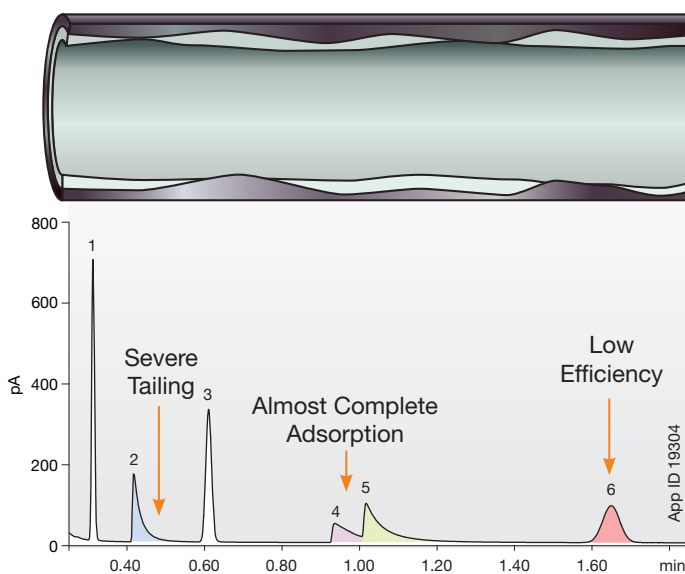 800
1
600
Low
Efficiency
Severe
Tailing
pA
400
3
Almost Complete
Adsorption
200
2
4
5
6
App ID 19304
0
0.40
0.60
0.80
1.00
1.20
1.40
1.60
min